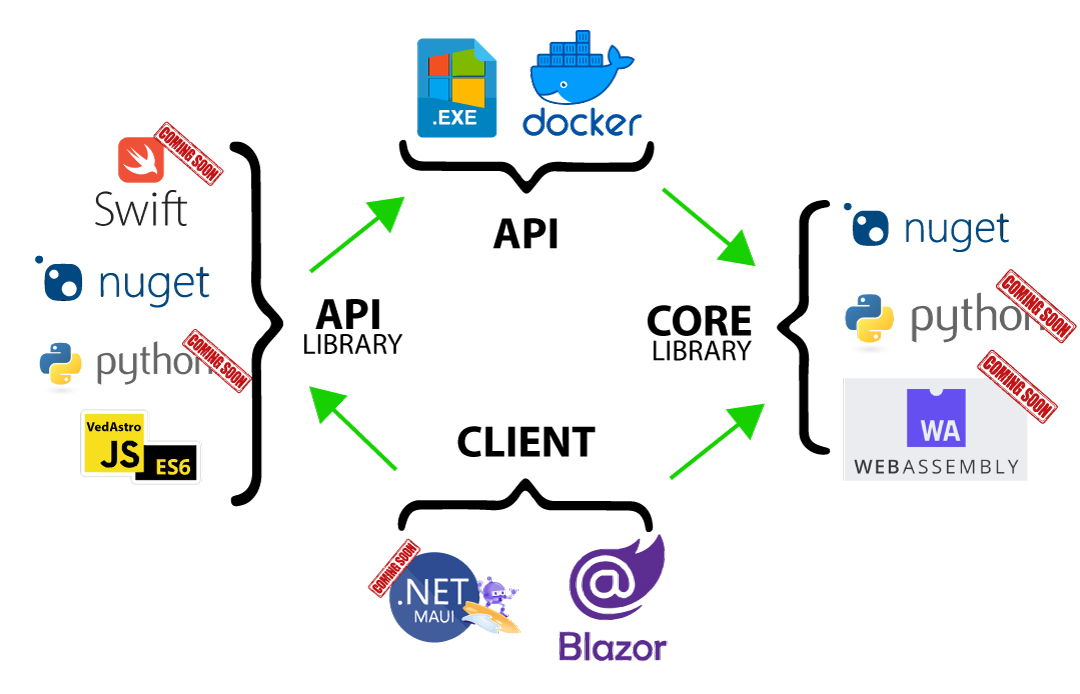 .EXE
docker
API
COMING SOON
Swift
nuget
COMING SOON
python
VedAstro
JS
ES6
API
LIBRARY
CORE
LIBRARY
nuget
COMING SOON
python
COMING SOON
WA
WEBASSEMBLY
CLIENT
COMING SOON
.NET
MAUI
@
Blazor